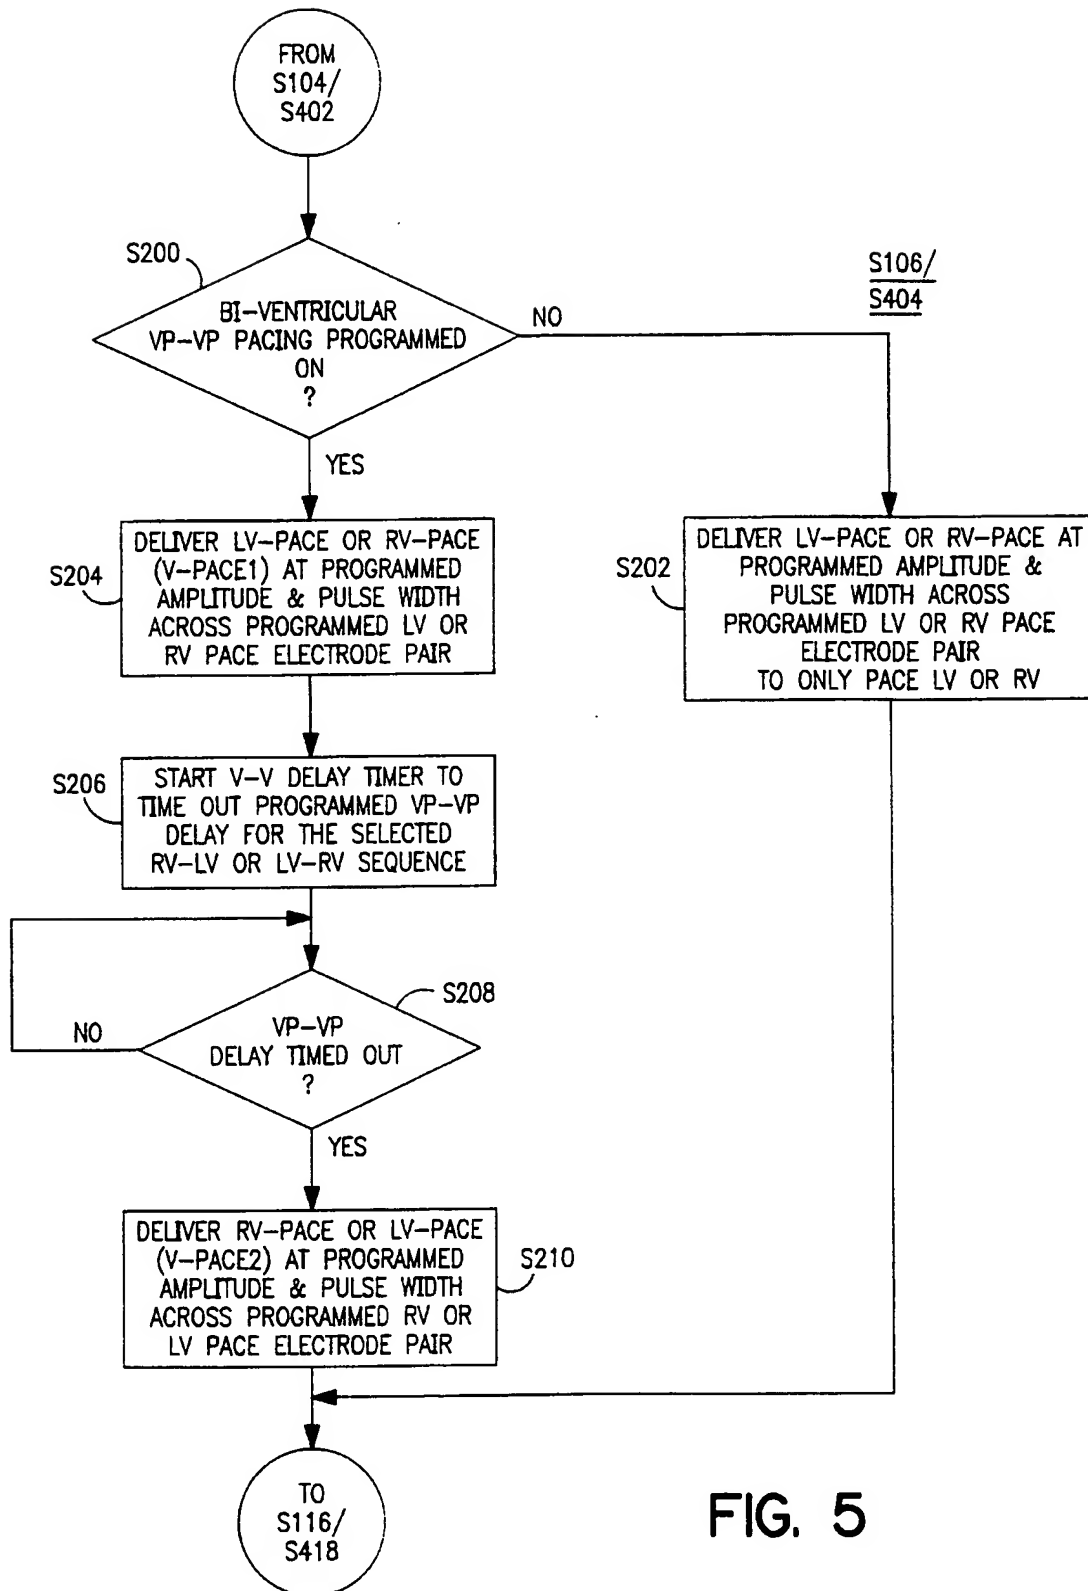 FROM
S104/
S402
S200
BI-VENTRICULAR
VP-VP PACING PROGRAMMED
ON
?
NO
S106/
S404
YES
S204
DELIVER LV-PACE OR RV-PACE
(V-PACE1) AT PROGRAMMED
AMPLITUDE & PULSE WIDTH
ACROSS PROGRAMMED LV OR
RV PACE ELECTRODE PAIR
S202
DELIVER LV-PACE OR RV-PACE AT
PROGRAMMED AMPLITUDE &
PULSE WIDTH ACROSS
PROGRAMMED LV OR RV PACE
ELECTRODE PAIR
TO ONLY PACE LV OR RV
S206
START V-V DELAY TIMER TO
TIME OUT PROGRAMMED VP-VP
DELAY FOR THE SELECTED
RV-LV OR LV-RV SEQUENCE
S208
NO
VP-VP
DELAY TIMED OUT
?
YES
DELIVER RV-PACE OR LV-PACE
(V-PACE2) AT PROGRAMMED
AMPLITUDE & PULSE WIDTH
ACROSS PROGRAMMED RV OR
LV PACE ELECTRODE PAIR
S210
TO
S116/
S418
FIG. 5